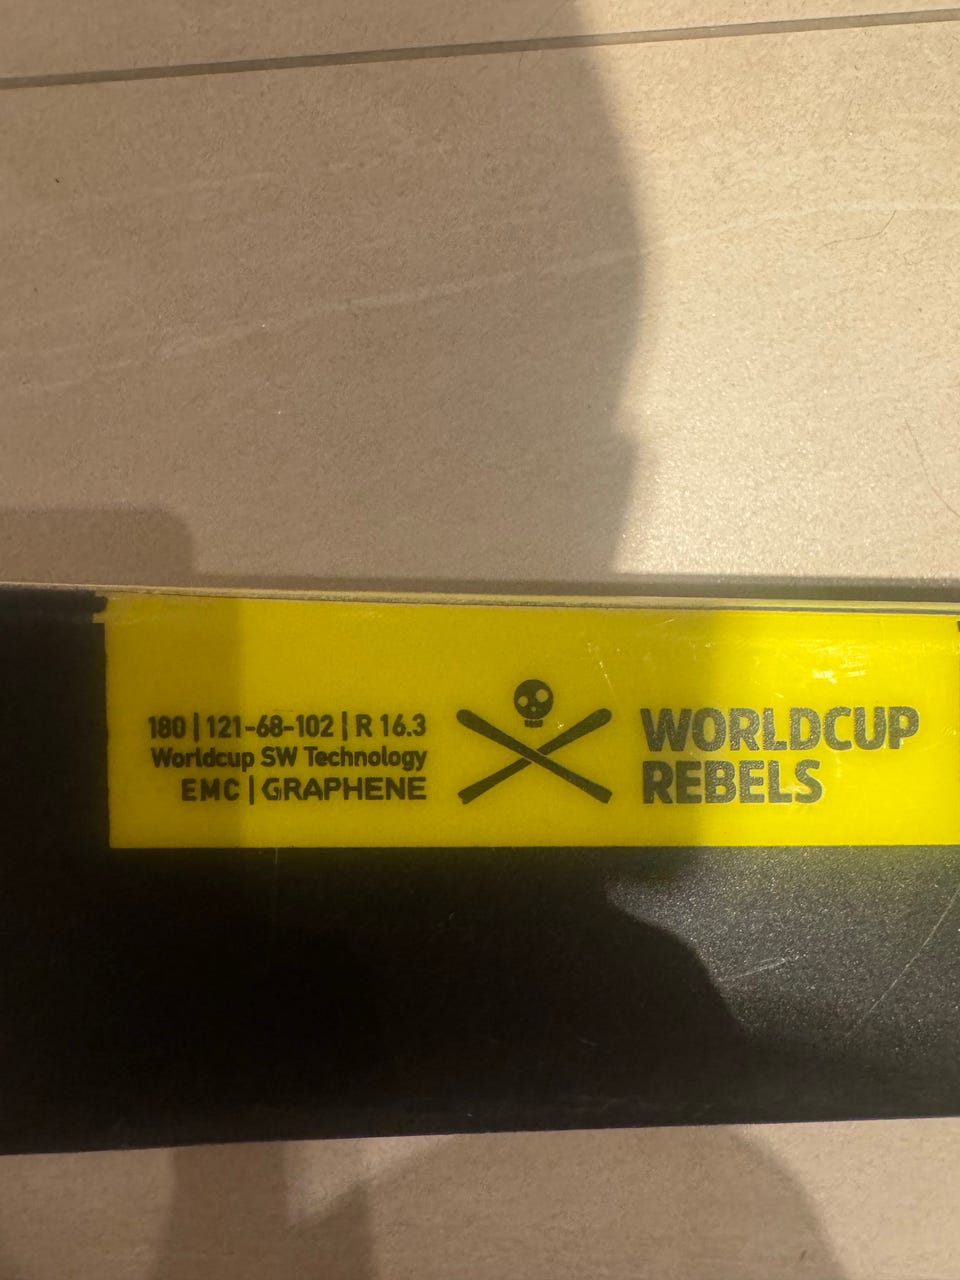 180 | 121-68-102 | R 16.3
Worldcup SW Technology
EMC | GRAPHENE
WORLDCUP
REBELS